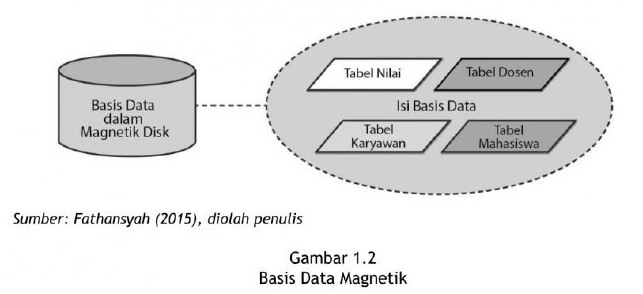 Basis Data
dalam
Magnetik Disk
Tabel Nilai
Tabel Dosen
Isi Basis Data
Tabel
Karyawan
Tabel
Mahasiswa
Sumber: Fathansyah (2015), diolah penulis
Gambar 1.2
Basis Data Magnetik